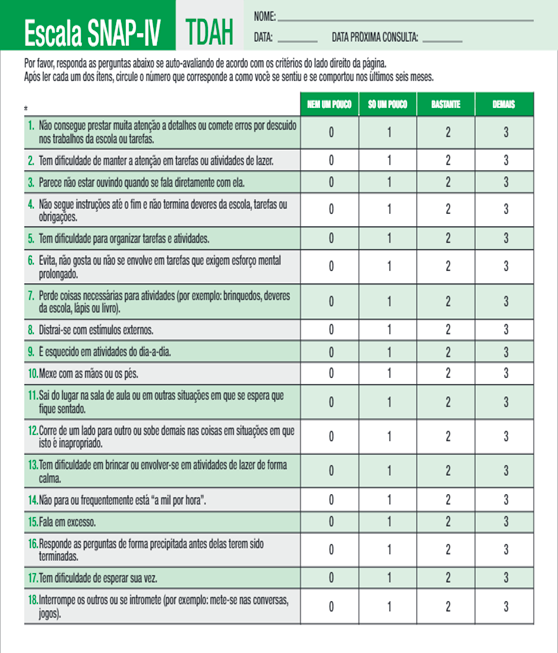 Escala SNAP-IV TDAH
NOME:
DATA: DATA PRÓXIMA CONSULTA:
Por favor, responda as perguntas abaixo se auto-avaliando de acordo com os critérios do lado direito da página.
Após ler cada um dos itens, circule o número que corresponde a como você se sentiu e se comportou nos últimos seis meses.
* NEM UM POUCO SÓ UM POUCO BASTANTE DEMAIS
1. Não consegue prestar muita atenção a detalhes ou comete erros por descuido
nos trabalhos da escola ou tarefas.
0 1 2 3
2. Tem dificuldade de manter a atenção em tarefas ou atividades de lazer.
0 1 2 3
3. Parece não estar ouvindo quando se fala diretamente com ela.
0 1 2 3
4. Não segue instruções até o fim e não termina deveres da escola, tarefas ou
obrigações.
0 1 2 3
5. Tem dificuldade para organizar tarefas e atividades.
0 1 2 3
6. Evita, não gosta ou não se envolve em tarefas que exigem esforço mental
prolongado.
0 1 2 3
7. Perde coisas necessárias para atividades (por exemplo: brinquedos, deveres
da escola, lápis ou livro).
0 1 2 3
8. Distrai-se com estímulos externos.
0 1 2 3
9. É esquecido em atividades do dia-a-dia.
0 1 2 3
10. Mexe com as mãos ou os pés.
0 1 2 3
11. Sai do lugar na sala de aula ou em outras situações em que se espera que
fique sentado.
0 1 2 3
12. Corre de um lado para outro ou sobe demais nas coisas em situações em que
isto é inapropriado.
0 1 2 3
13. Tem dificuldade em brincar ou envolver-se em atividades de lazer de forma
calma.
0 1 2 3
14. Não para ou frequentemente está “a mil por hora”.
0 1 2 3
15. Fala em excesso.
0 1 2 3
16. Responde as perguntas de forma precipitada antes delas terem sido
terminadas.
0 1 2 3
17. Tem dificuldade de esperar sua vez.
0 1 2 3
18. Interrompe os outros ou se intromete (por exemplo: mete-se nas conversas,
jogos).
0 1 2 3